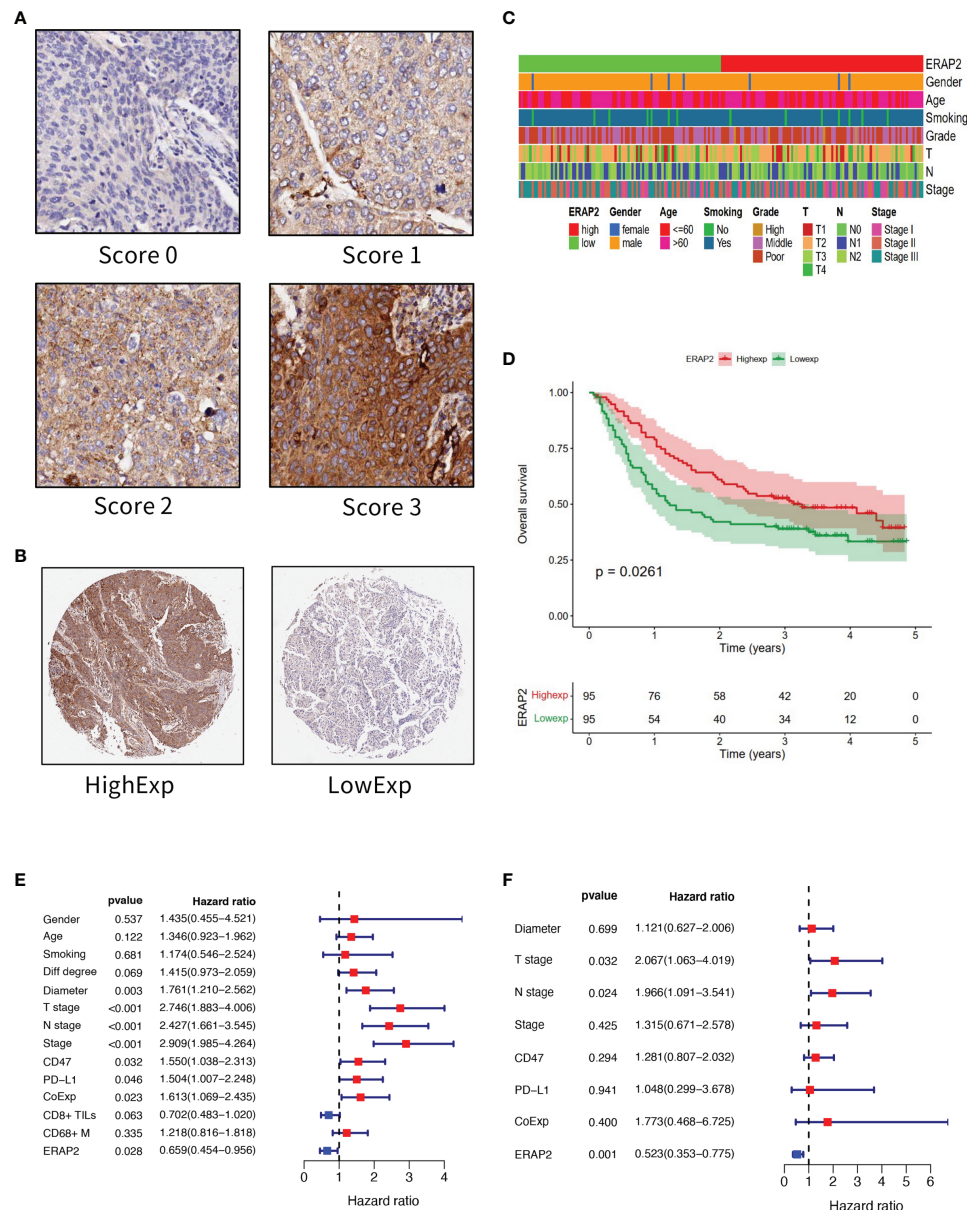 A
Score 0
Score 1
Score 2
Score 3
B
HighExp
LowExp
C
ERAP2
Gender
Age
Smoking
Grade
T
N
Stage
ERAP2 Gender Age Smoking Grade T N Stage
high female <=60 No High T1 N0 Stage I
low male >60 Yes Middle T2 N1 Stage II
Poor T3 N2 Stage III
T4
D
ERAP2 Highexp Lowexp
1.00
0.75
0.50
0.25
0.00
Overall survival
p = 0.0261
0 1 2 3 4 5
Time (years)
ERAP2
Highexp 95 76 58 42 20 0
Lowexp 95 54 40 34 12 0
0 1 2 3 4 5
Time (years)
E
pvalue Hazard ratio
Gender 0.537 1.435(0.455–4.521)
Age 0.122 1.346(0.923–1.962)
Smoking 0.681 1.174(0.546–2.524)
Diff degree 0.069 1.415(0.973–2.059)
Diameter 0.003 1.761(1.210–2.562)
T stage <0.001 2.746(1.883–4.006)
N stage <0.001 2.427(1.661–3.545)
Stage <0.001 2.909(1.985–4.264)
CD47 0.032 1.550(1.038–2.313)
PD–L1 0.046 1.504(1.007–2.248)
CoExp 0.023 1.613(1.069–2.435)
CD8+ TILs 0.063 0.702(0.483–1.020)
CD68+ M 0.335 1.218(0.816–1.818)
ERAP2 0.028 0.659(0.454–0.956)
0 1 2 3 4
Hazard ratio
F
pvalue Hazard ratio
Diameter 0.699 1.121(0.627–2.006)
T stage 0.032 2.067(1.063–4.019)
N stage 0.024 1.966(1.091–3.541)
Stage 0.425 1.315(0.671–2.578)
CD47 0.294 1.281(0.807–2.032)
PD–L1 0.941 1.048(0.299–3.678)
CoExp 0.400 1.773(0.468–6.725)
ERAP2 0.001 0.523(0.353–0.775)
0 1 2 3 4 5 6
Hazard ratio